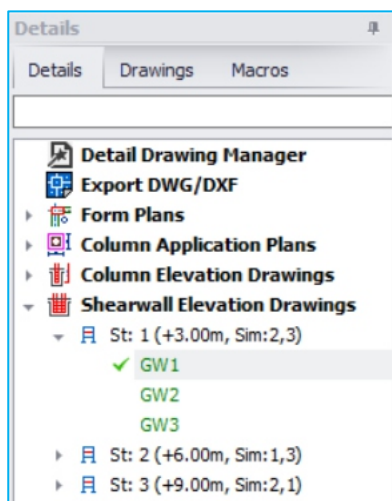 Details
Details Drawings Macros
Detail Drawing Manager
Export DWG/DXF
Form Plans
Column Application Plans
Column Elevation Drawings
Shearwall Elevation Drawings
St: 1 (+3.00m, Sim:2,3)
GW1
GW2
GW3
St: 2 (+6.00m, Sim:1,3)
St: 3 (+9.00m, Sim:2,1)